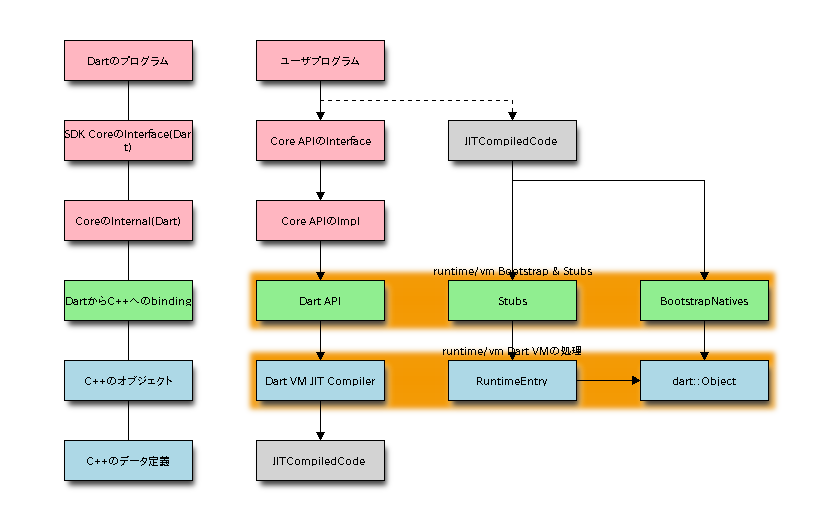 Dartのプログラム
ユーザプログラム
SDK CoreのInterface(Dar
t)
Core APIのInterface
JITCompiledCode
CoreのInternal(Dart)
Core APIのImpl
runtime/vm Bootstrap & Stubs
DartからC++へのbinding
Dart API
Stubs
BootstrapNatives
runtime/vm Dart VMの処理
C++のオブジェクト
Dart VM JIT Compiler
RuntimeEntry
dart::Object
C++のデータ定義
JITCompiledCode